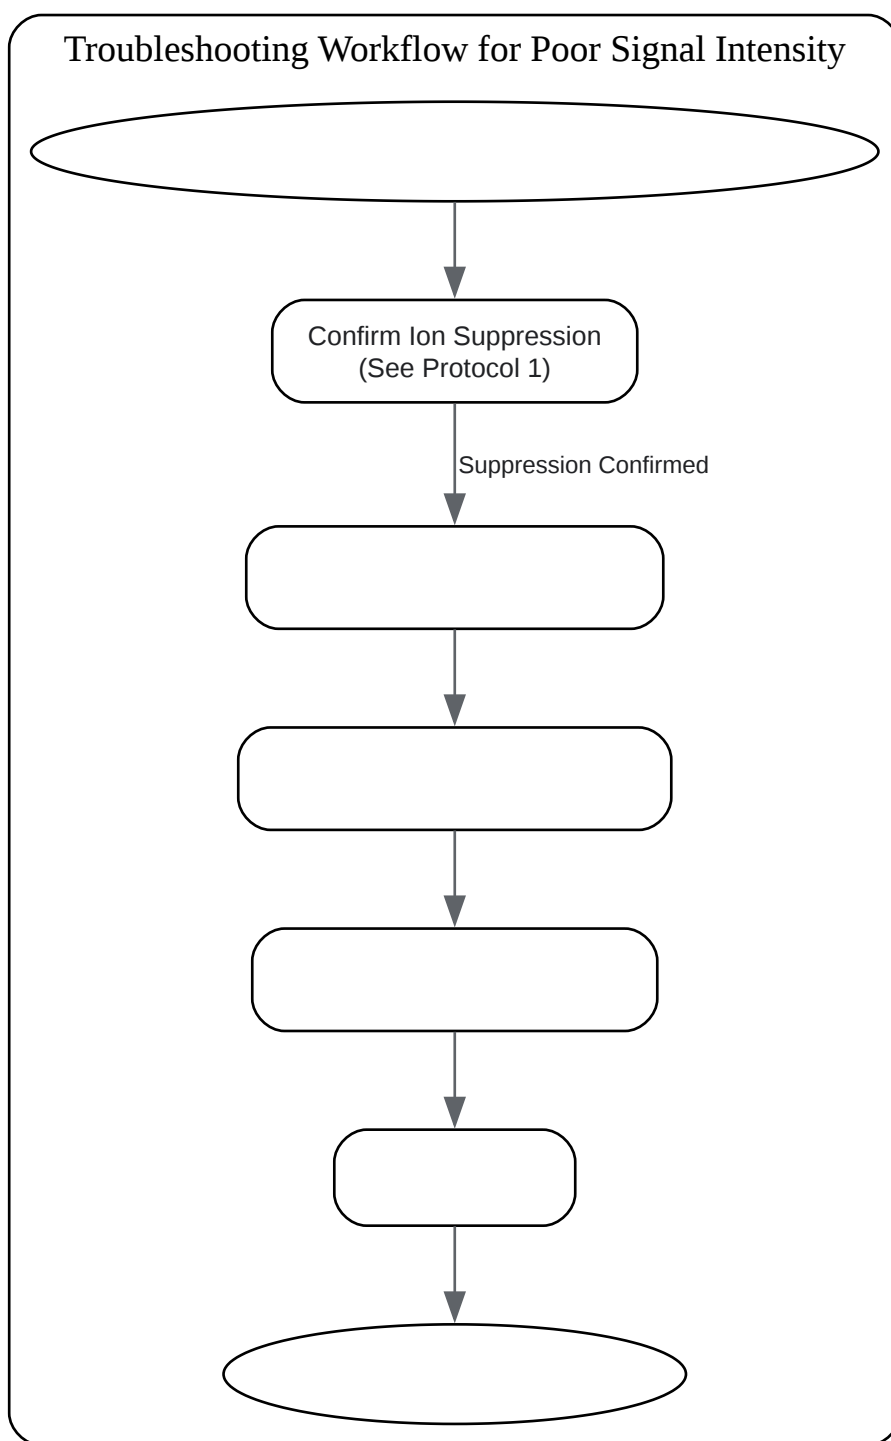 Troubleshooting Workflow for Poor Signal Intensity
Confirm Ion Suppression
(See Protocol 1)
Suppression Confirmed